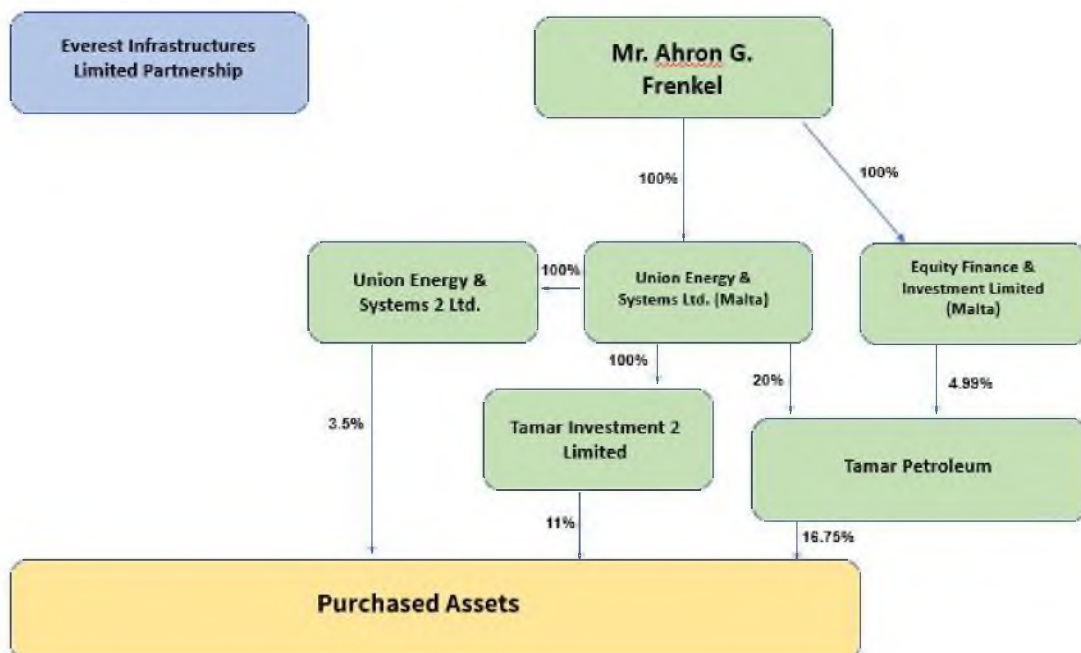 Everest Infrastructures
Limited Partnership
Mr. Ahron G.
Frenkel
100%
100%
Union Energy &
Systems 2 Ltd.
100%
Union Energy &
Systems Ltd. (Malta)
Equity Finance &
Investment Limited
(Malta)
100%
20%
4.99%
3.5%
Tamar Investment 2
Limited
Tamar Petroleum
11%
16.75%
Purchased Assets